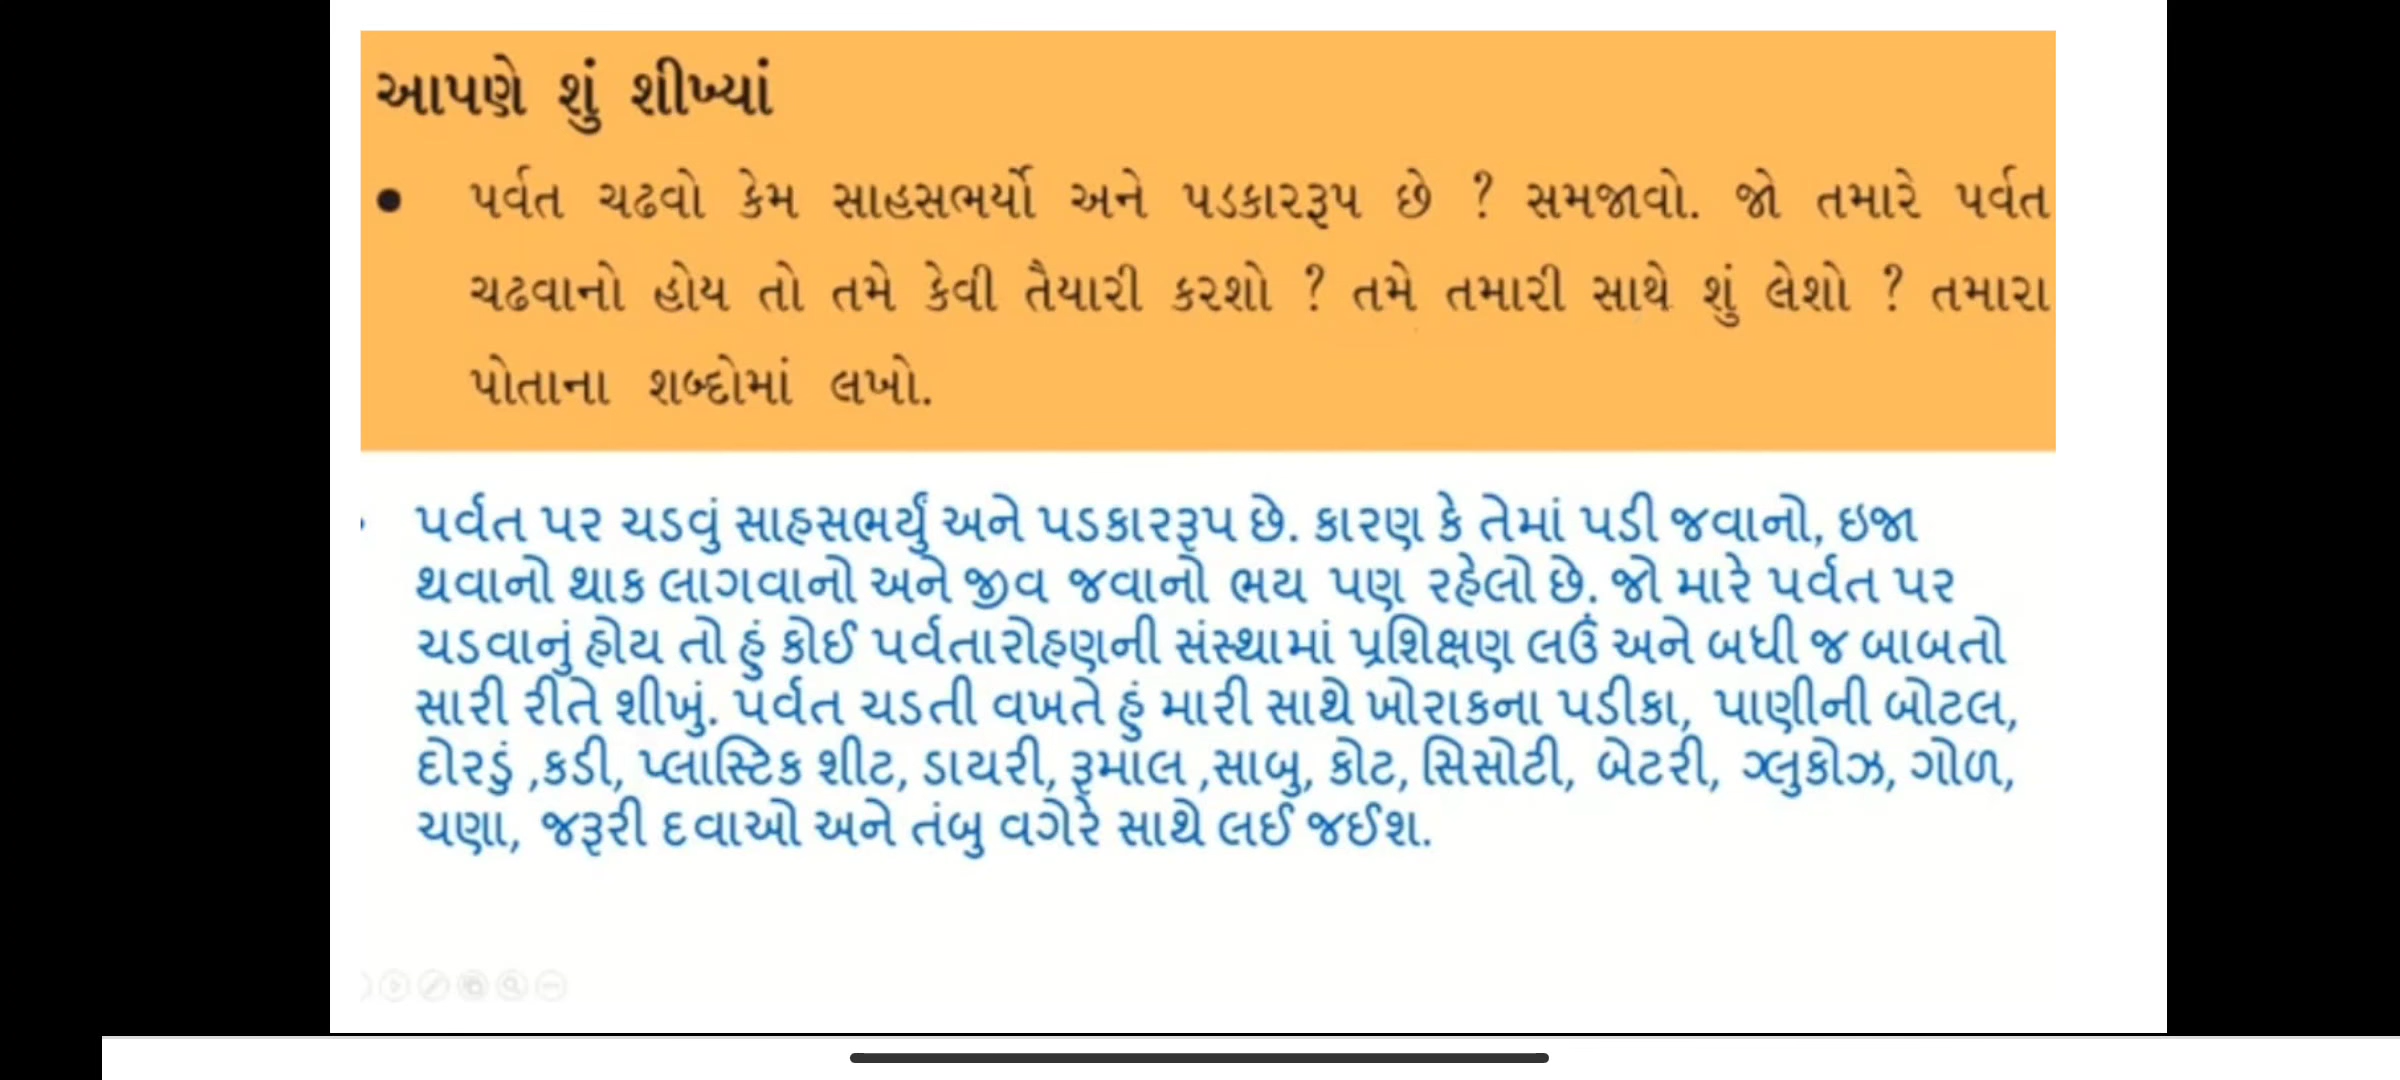 આપણે શું શીખ્યાં
● પર્વત ચઢવો કેમ સાહસભર્યો અને પડકારરૂપ છે ? સમજાવો. જો તમારે પર્વત
ચઢવાનો હોય તો તમે કેવી તૈયારી કરશો ? તમે તમારી સાથે શું લેશો ? તમારા
પોતાના શબ્દોમાં લખો.
પર્વત પર ચડવું સાહસભર્યું અને પડકારરૂપ છે. કારણ કે તેમાં પડી જવાનો, ઇજા
થવાનો થાક લાગવાનો અને જીવ જવાનો ભય પણ રહેલો છે. જો મારે પર્વત પર
ચડવાનું હોય તો હું કોઈ પર્વતારોહણની સંસ્થામાં પ્રશિક્ષણ લઉં અને બધી જ બાબતો
સારી રીતે શીખું. પર્વત ચડતી વખતે હું મારી સાથે ખોરાકના પડીકા, પાણીની બોટલ,
દોરડું ,કડી, પ્લાસ્ટિક શીટ, ડાયરી, રૂમાલ ,સાબુ, કોટ, સિસોટી, બેટરી, ગ્લુકોઝ, ગોળ,
ચણા, જરૂરી દવાઓ અને તંબુ વગેરે સાથે લઈ જઈશ.